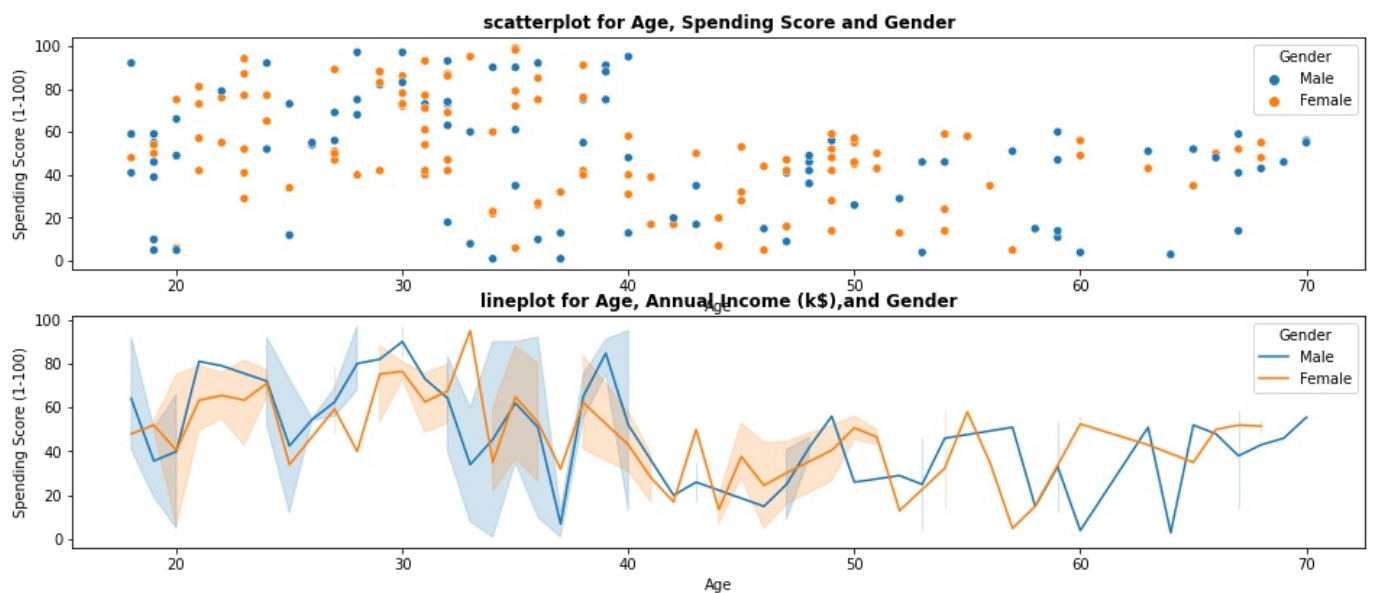 scatterplot for Age, Spending Score and Gender
Spending Score (1-100)
100
80
60
40
20
0
Gender
Male
Female
20
30
40
50
60
70
Age
lineplot for Age, Annual Income (k$),and Gender
Spending Score (1-100)
100
80
60
40
20
0
Gender
Male
Female
20
30
40
50
60
70
Age